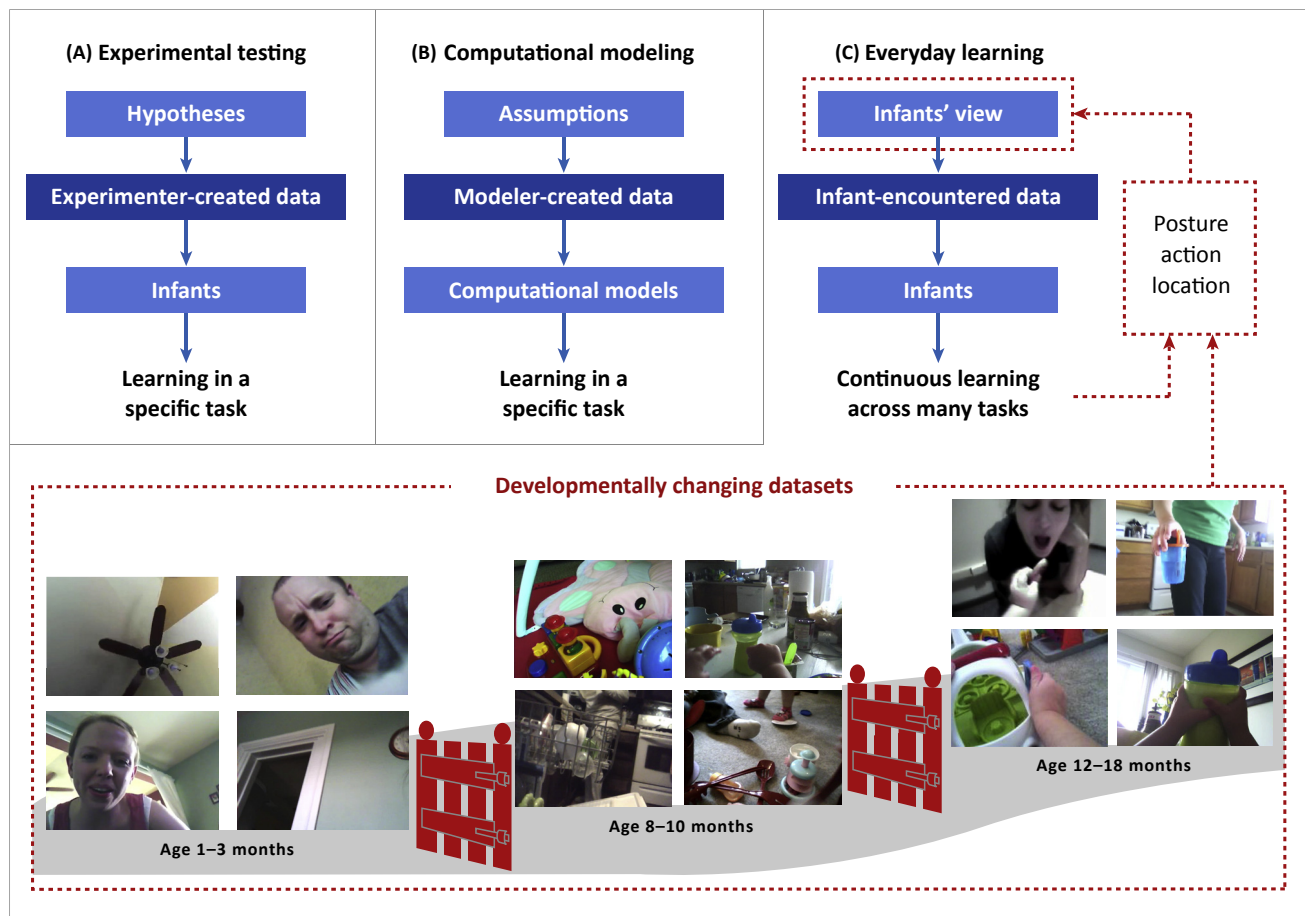 (A) Experimental testing
Hypotheses
Experimenter-created data
Infants
Learning in a
specific task
(B) Computational modeling
Assumptions
Modeler-created data
Computational models
Learning in a
specific task
(C) Everyday learning
Infants’ view
Infant-encountered data
Infants
Continuous learning
across many tasks
Posture
action
location
Developmentally changing datasets
Age 1–3 months
Age 8–10 months
Age 12–18 months